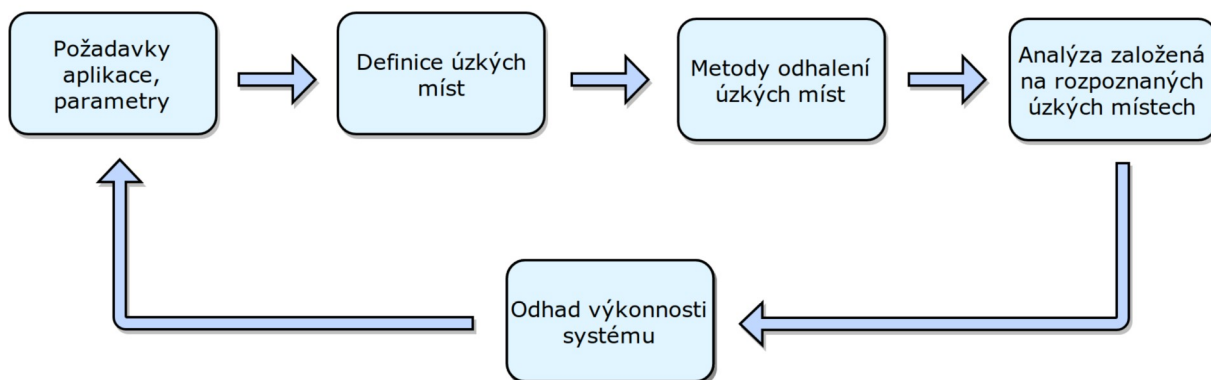 Požadavky
aplikace,
parametry
Definice úzkých
míst
Metody odhalení
úzkých míst
Analýza založená
na rozpoznaných
úzkých místech
Odhad výkonnosti
systému